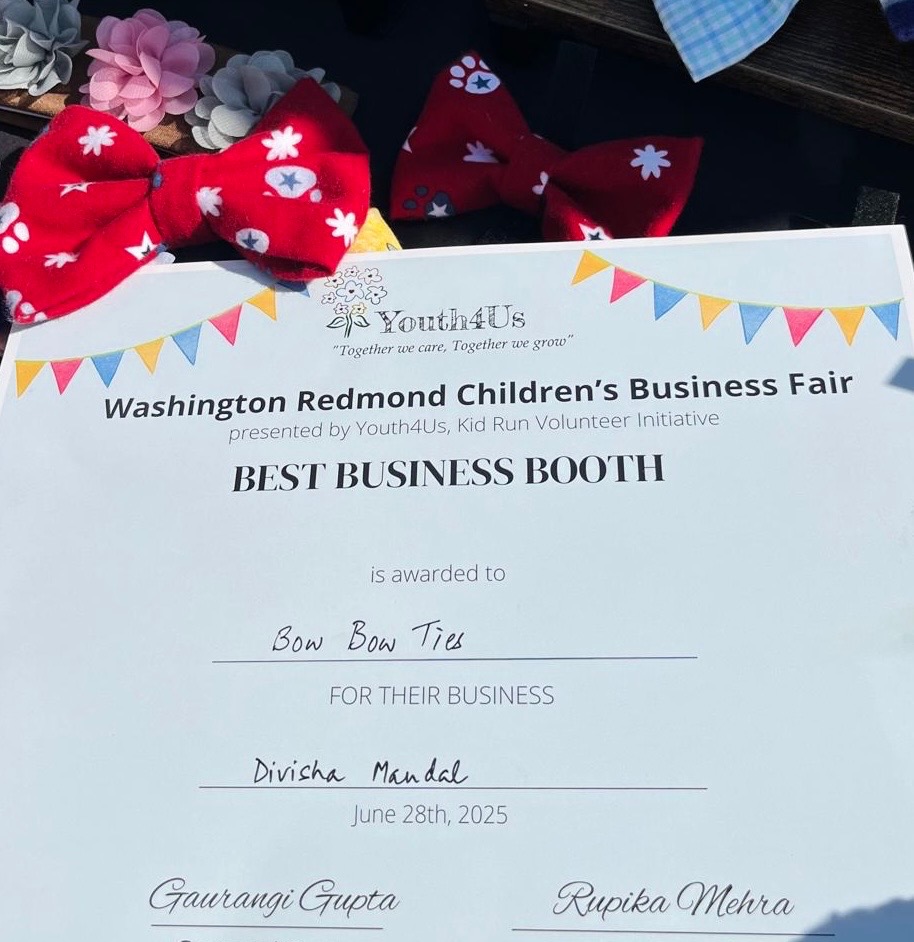 Youth4Us
"Together we care, Together we grow"
Washington Redmond Children's Business Fair
presented by Youth4Us, Kid Run Volunteer Initiative
BEST BUSINESS BOOTH
is awarded to
Bow Bow Ties
FOR THEIR BUSINESS
Divisha Mandal
June 28th, 2025
Gaurangi Gupta Rupika Mehra